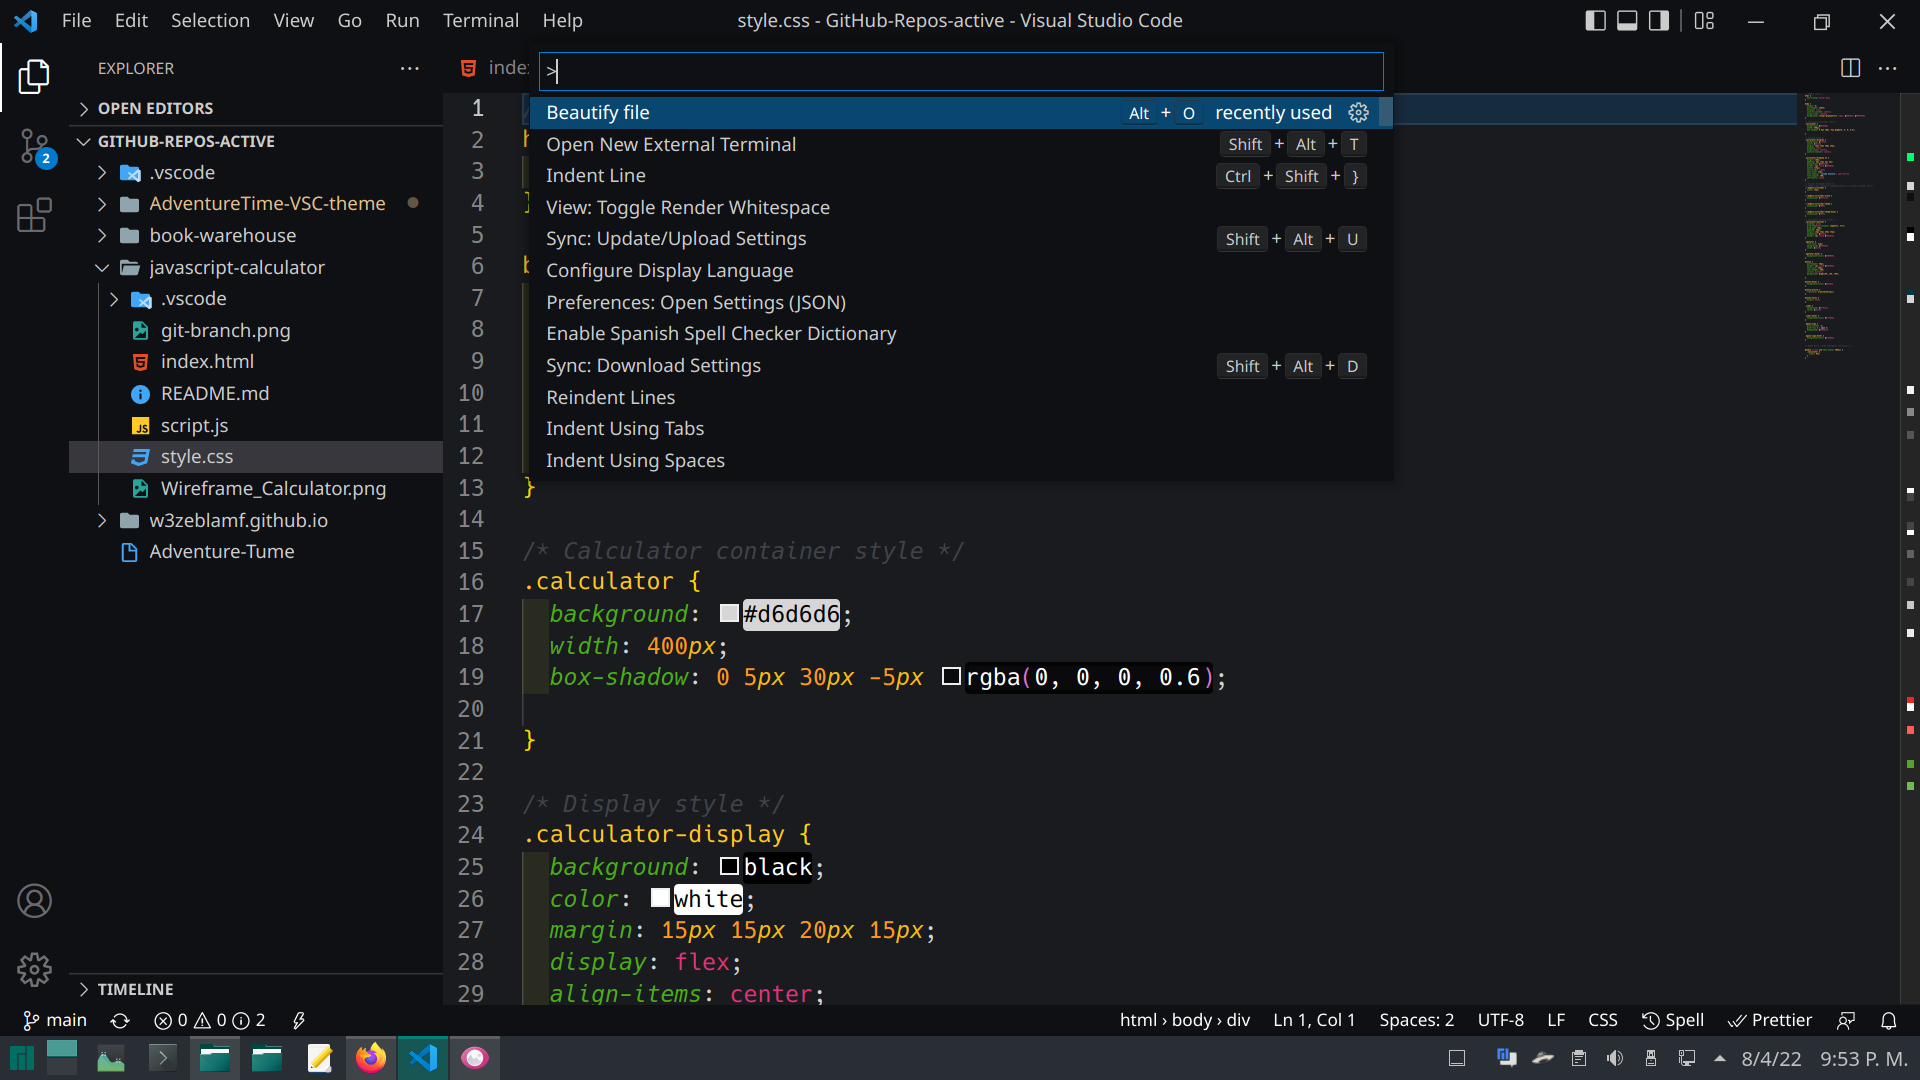 File Edit Selection View Go Run Terminal Help
style.css - GitHub-Repos-active - Visual Studio Code
EXPLORER
OPEN EDITORS
GITHUB-REPOS-ACTIVE
.vscode
AdventureTime-VSC-theme
book-warehouse
javascript-calculator
.vscode
git-branch.png
index.html
README.md
script.js
style.css
Wireframe_Calculator.png
w3zeblamf.github.io
Adventure-Tume
TIMELINE
2
>
Beautify file Alt + O recently used
Open New External Terminal Shift + Alt + T
Indent Line Ctrl + Shift + }
View: Toggle Render Whitespace
Sync: Update/Upload Settings Shift + Alt + U
Configure Display Language
Preferences: Open Settings (JSON)
Enable Spanish Spell Checker Dictionary
Sync: Download Settings Shift + Alt + D
Reindent Lines
Indent Using Tabs
Indent Using Spaces
1
2
3
4
5
6
7
8
9
10
11
12
13 }
14
15 /* Calculator container style */
16 .calculator {
17 background: #d6d6d6;
18 width: 400px;
19 box-shadow: 0 5px 30px -5px rgba(0, 0, 0, 0.6);
20
21 }
22
23 /* Display style */
24 .calculator-display {
25 background: black;
26 color: white;
27 margin: 15px 15px 20px 15px;
28 display: flex;
29 align-items: center;
main 0 0 2
html › body › div Ln 1, Col 1 Spaces: 2 UTF-8 LF CSS Spell Prettier
8/4/22 9:53 P. M.